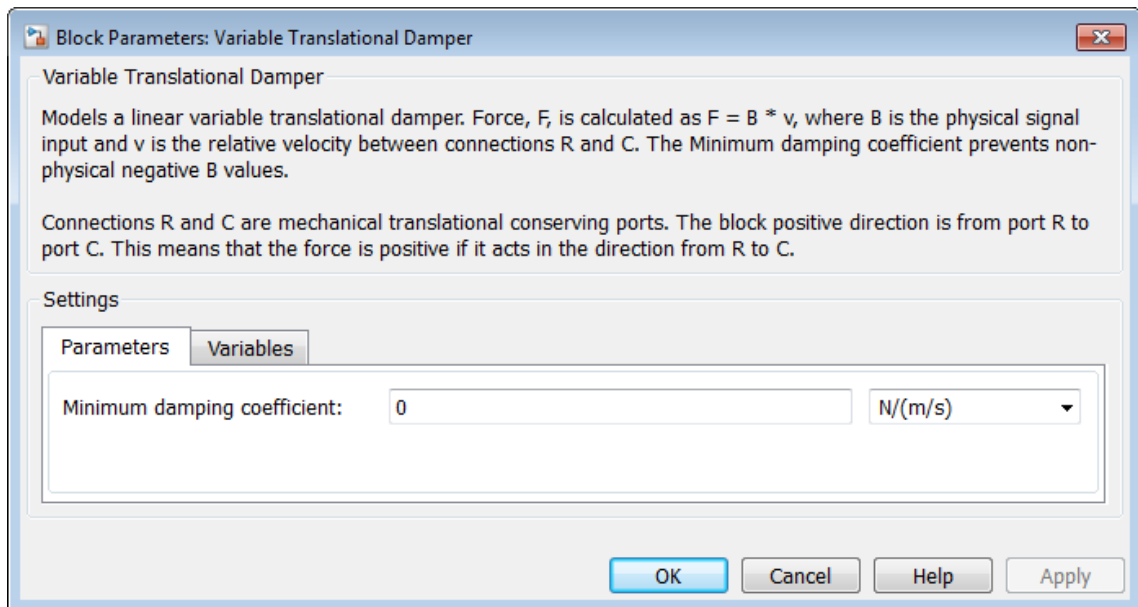 Block Parameters: Variable Translational Damper
Variable Translational Damper
Models a linear variable translational damper. Force, F, is calculated as F = B * v, where B is the physical signal
input and v is the relative velocity between connections R and C. The Minimum damping coefficient prevents non-
physical negative B values.
Connections R and C are mechanical translational conserving ports. The block positive direction is from port R to
port C. This means that the force is positive if it acts in the direction from R to C.
Settings
Parameters Variables
Minimum damping coefficient: 0 N/(m/s)
OK Cancel Help Apply